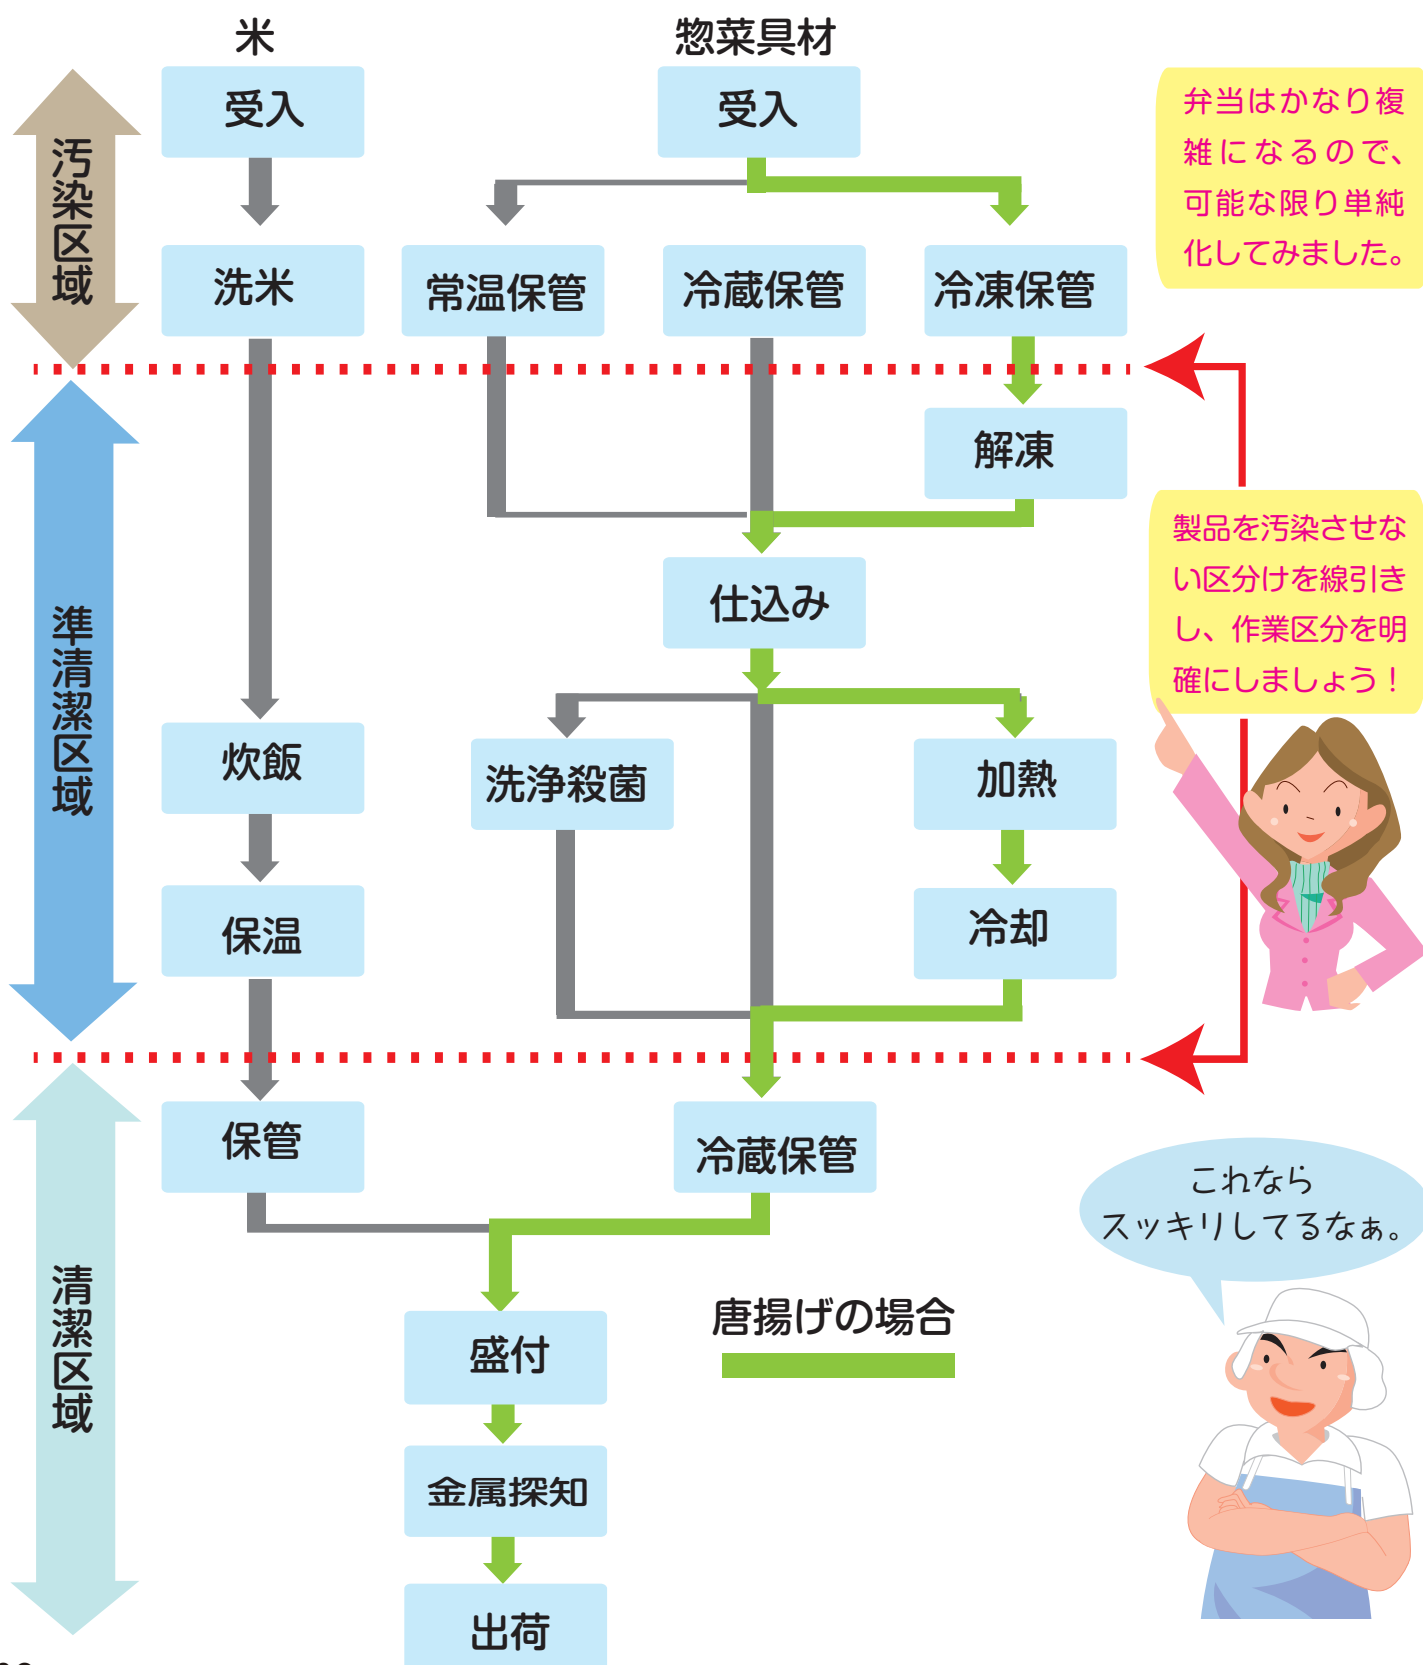 米
惣菜具材
受入
受入
弁当はかなり複
雑になるので、
可能な限り単純
化してみました。
汚染区域
洗米
常温保管
冷蔵保管
冷凍保管
解凍
製品を汚染させな
い区分けを線引き
し、作業区分を明
確にしましょう！
仕込み
準清潔区域
炊飯
洗浄殺菌
加熱
保温
冷却
保管
冷蔵保管
これなら
スッキリしてるなぁ。
清潔区域
唐揚げの場合
盛付
金属探知
出荷